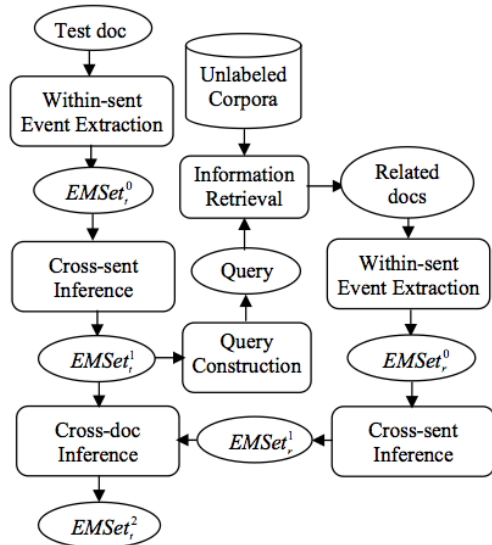 Test doc
Within-sent
Event Extraction
EMSet_t^0
Cross-sent
Inference
EMSet_t^1
Cross-doc
Inference
EMSet_t^2
Unlabeled
Corpora
Information
Retrieval
Query
Query
Construction
Related
docs
Within-sent
Event Extraction
EMSet_r^0
Cross-sent
Inference
EMSet_r^1